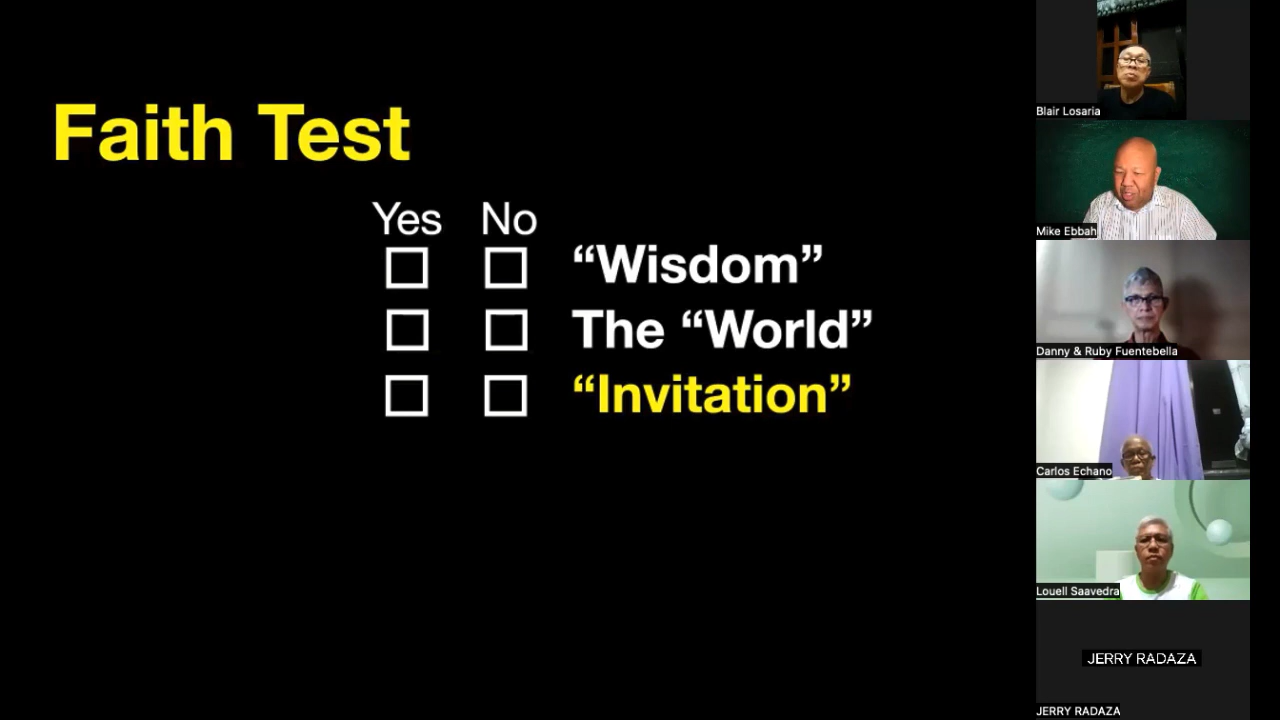 Faith Test
Yes No
“Wisdom”
The “World”
“Invitation”
Blair Losaria
Mike Ebbah
Danny & Ruby Fuentebella
Carlos Echano
Louell Saavedra
JERRY RADAZA
JERRY RADAZA